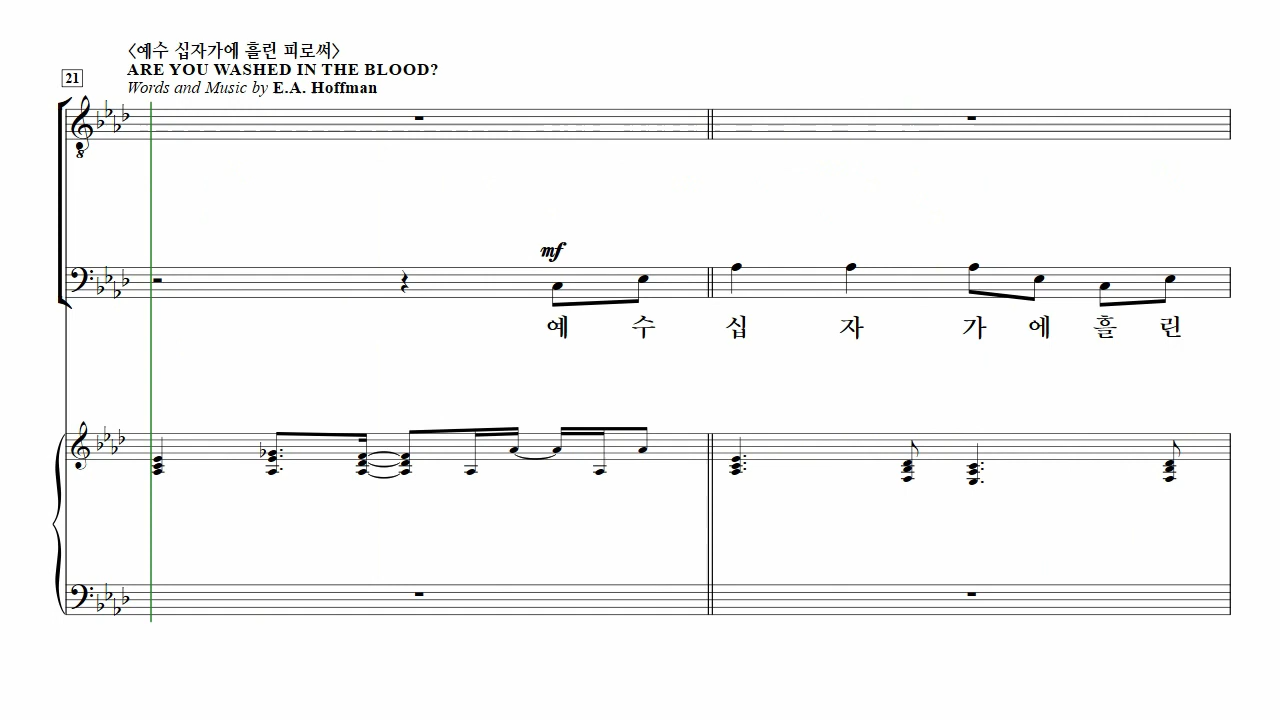 <예수 십자가에 흘린 피로써>
21
ARE YOU WASHED IN THE BLOOD?
Words and Music by E.A. Hoffman
8
mf
예 수 십 자 가 에 흘 린